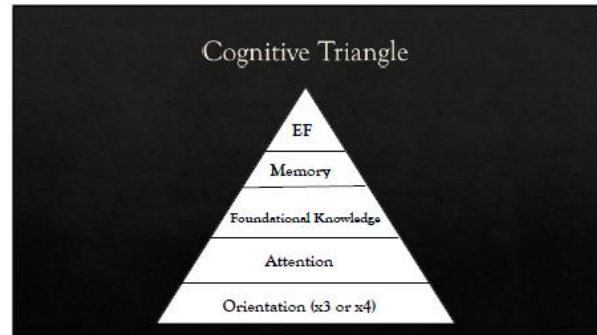 Cognitive Triangle
EF
Memory
Foundational Knowledge
Attention
Orientation (x3 or x4)